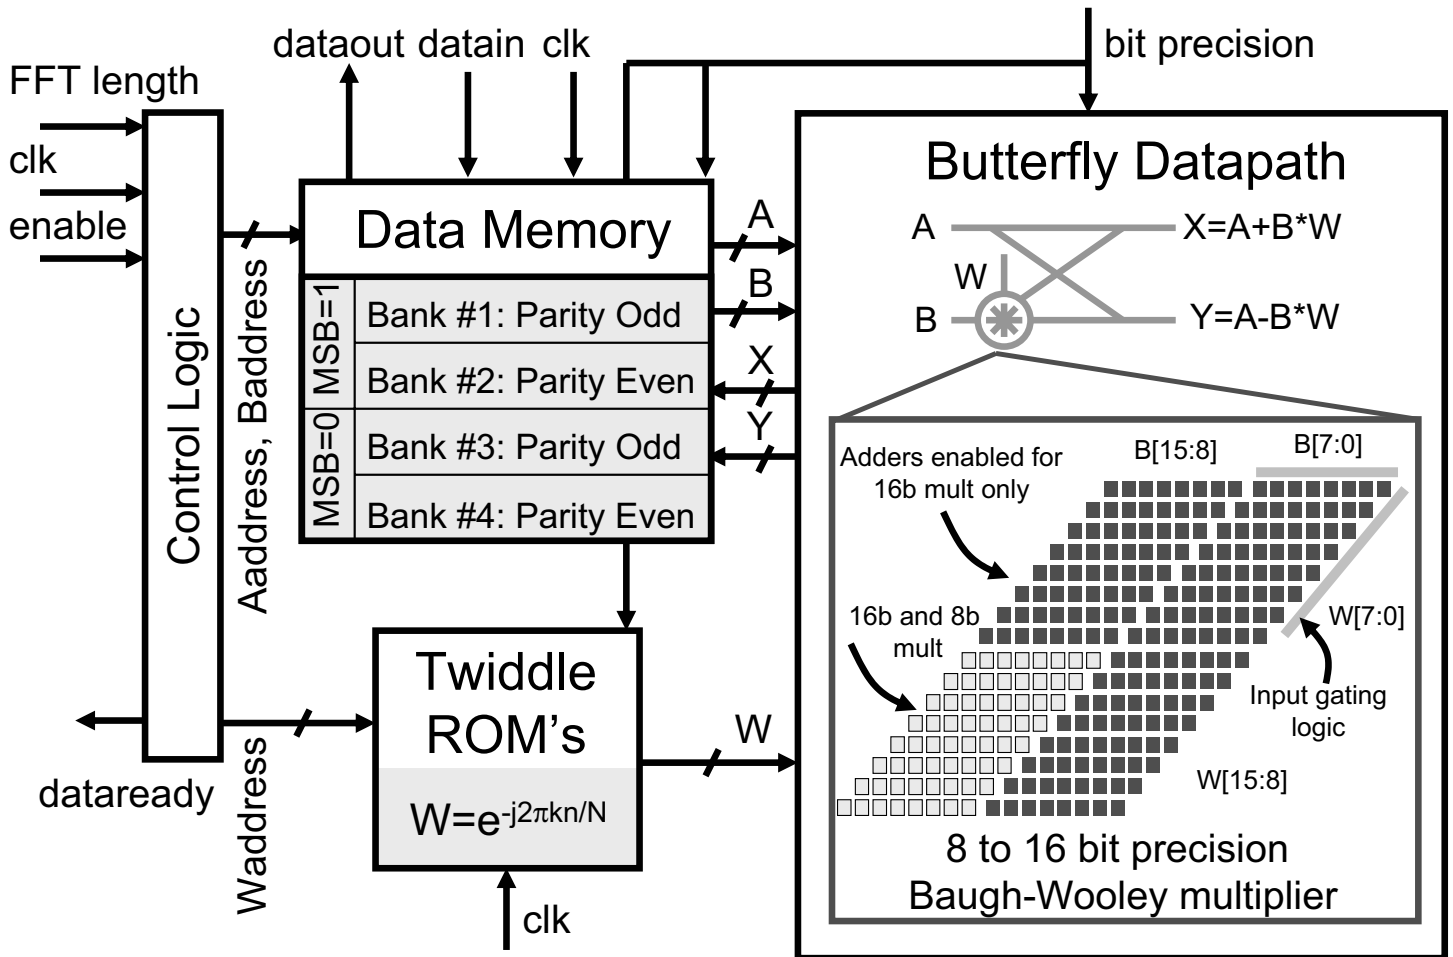 dataout datain clk
bit precision
FFT length
clk
enable
Control Logic
dataready
Aaddress, Baddress
Waddress
Data Memory
MSB=1
Bank #1: Parity Odd
Bank #2: Parity Even
MSB=0
Bank #3: Parity Odd
Bank #4: Parity Even
A
B
X
Y
Twiddle
ROM's
W=e-j2πkn/N
clk
W
Butterfly Datapath
A
X=A+B*W
W
B
Y=A-B*W
Adders enabled for
16b mult only
B[15:8]
B[7:0]
16b and 8b
mult
W[7:0]
Input gating
logic
W[15:8]
8 to 16 bit precision
Baugh-Wooley multiplier